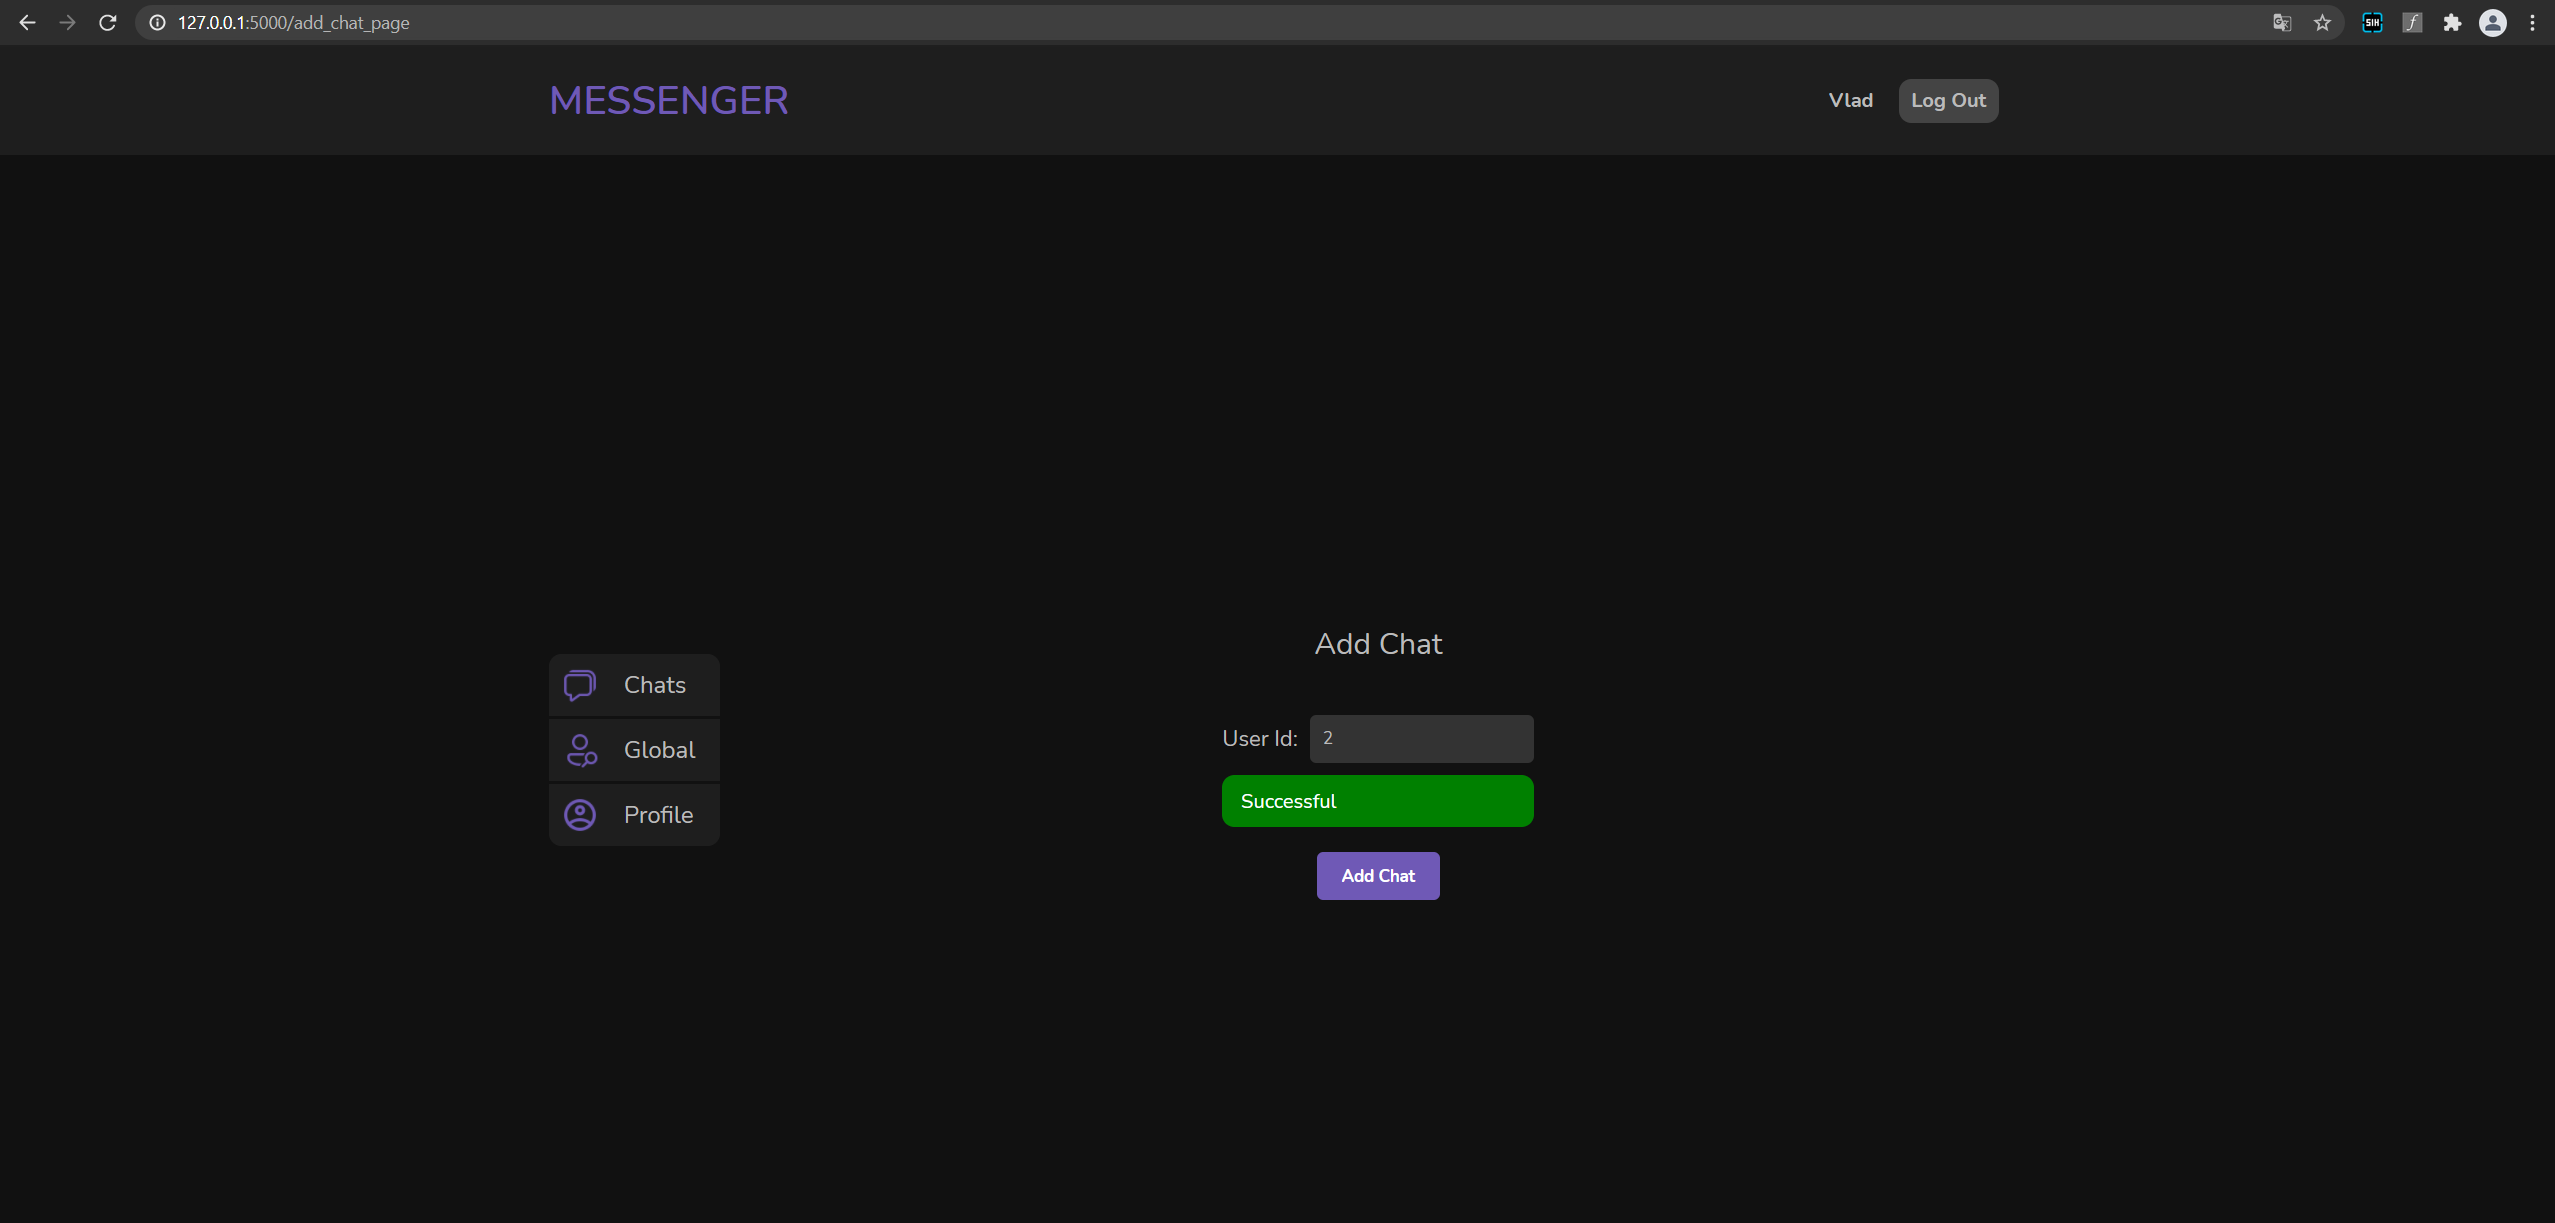 127.0.0.1:5000/add_chat_page
SIH
f
MESSENGER
Vlad
Log Out
Chats
Global
Profile
Add Chat
User Id:
2
Successful
Add Chat